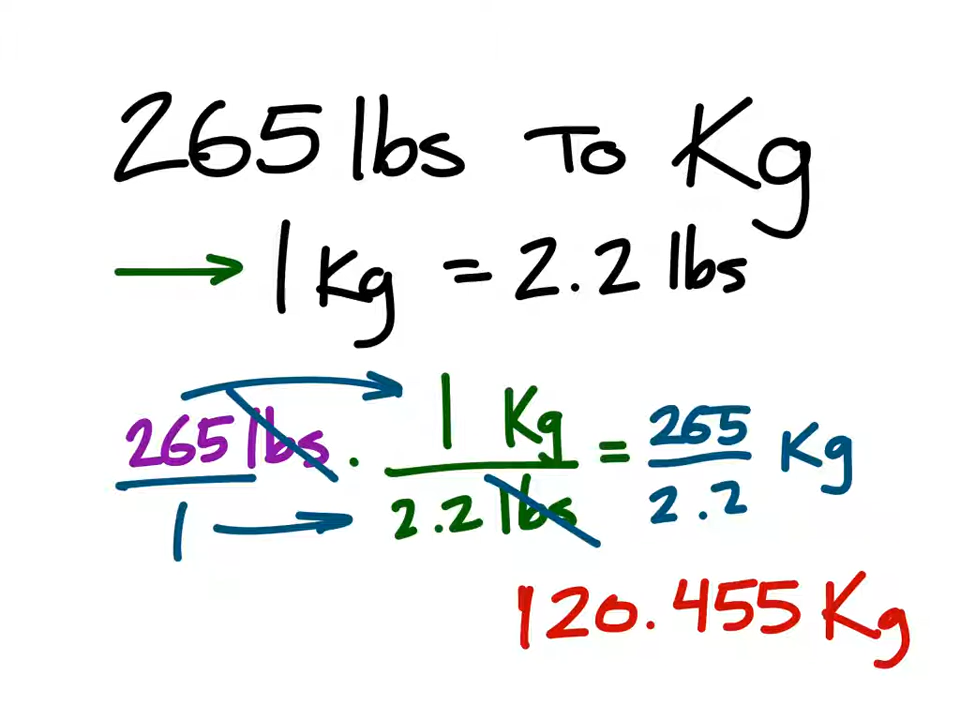 265 lbs To Kg
→ 1 Kg = 2.2 lbs
265 lbs / 1 · 1 Kg / 2.2 lbs = 265 / 2.2 Kg
120.455 Kg